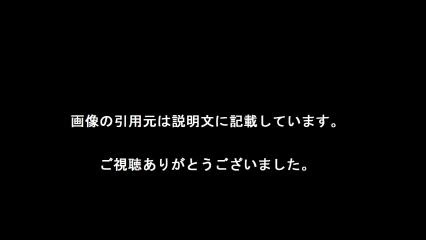 画像の引用元は説明文に記載しています。
ご視聴ありがとうございました。